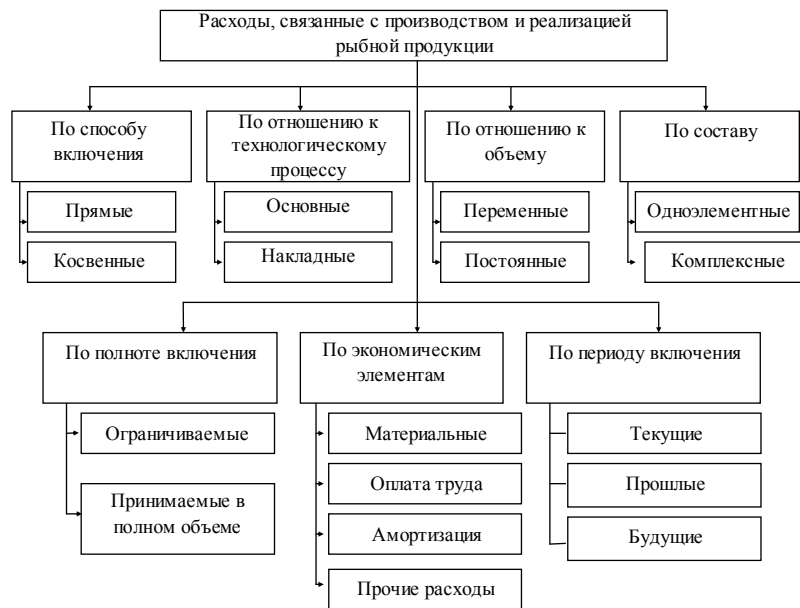 Расходы, связанные с производством и реализацией
рыбной продукции
По способу
включения
По отношению к
технологическому
процессу
По отношению к
объему
По составу
Прямые
Основные
Переменные
Одноэлементные
Косвенные
Накладные
Постоянные
Комплексные
По полноте включения
По экономическим
элементам
По периоду включения
Ограничиваемые
Материальные
Текущие
Принимаемые в
полном объеме
Оплата труда
Прошлые
Амортизация
Будущие
Прочие расходы